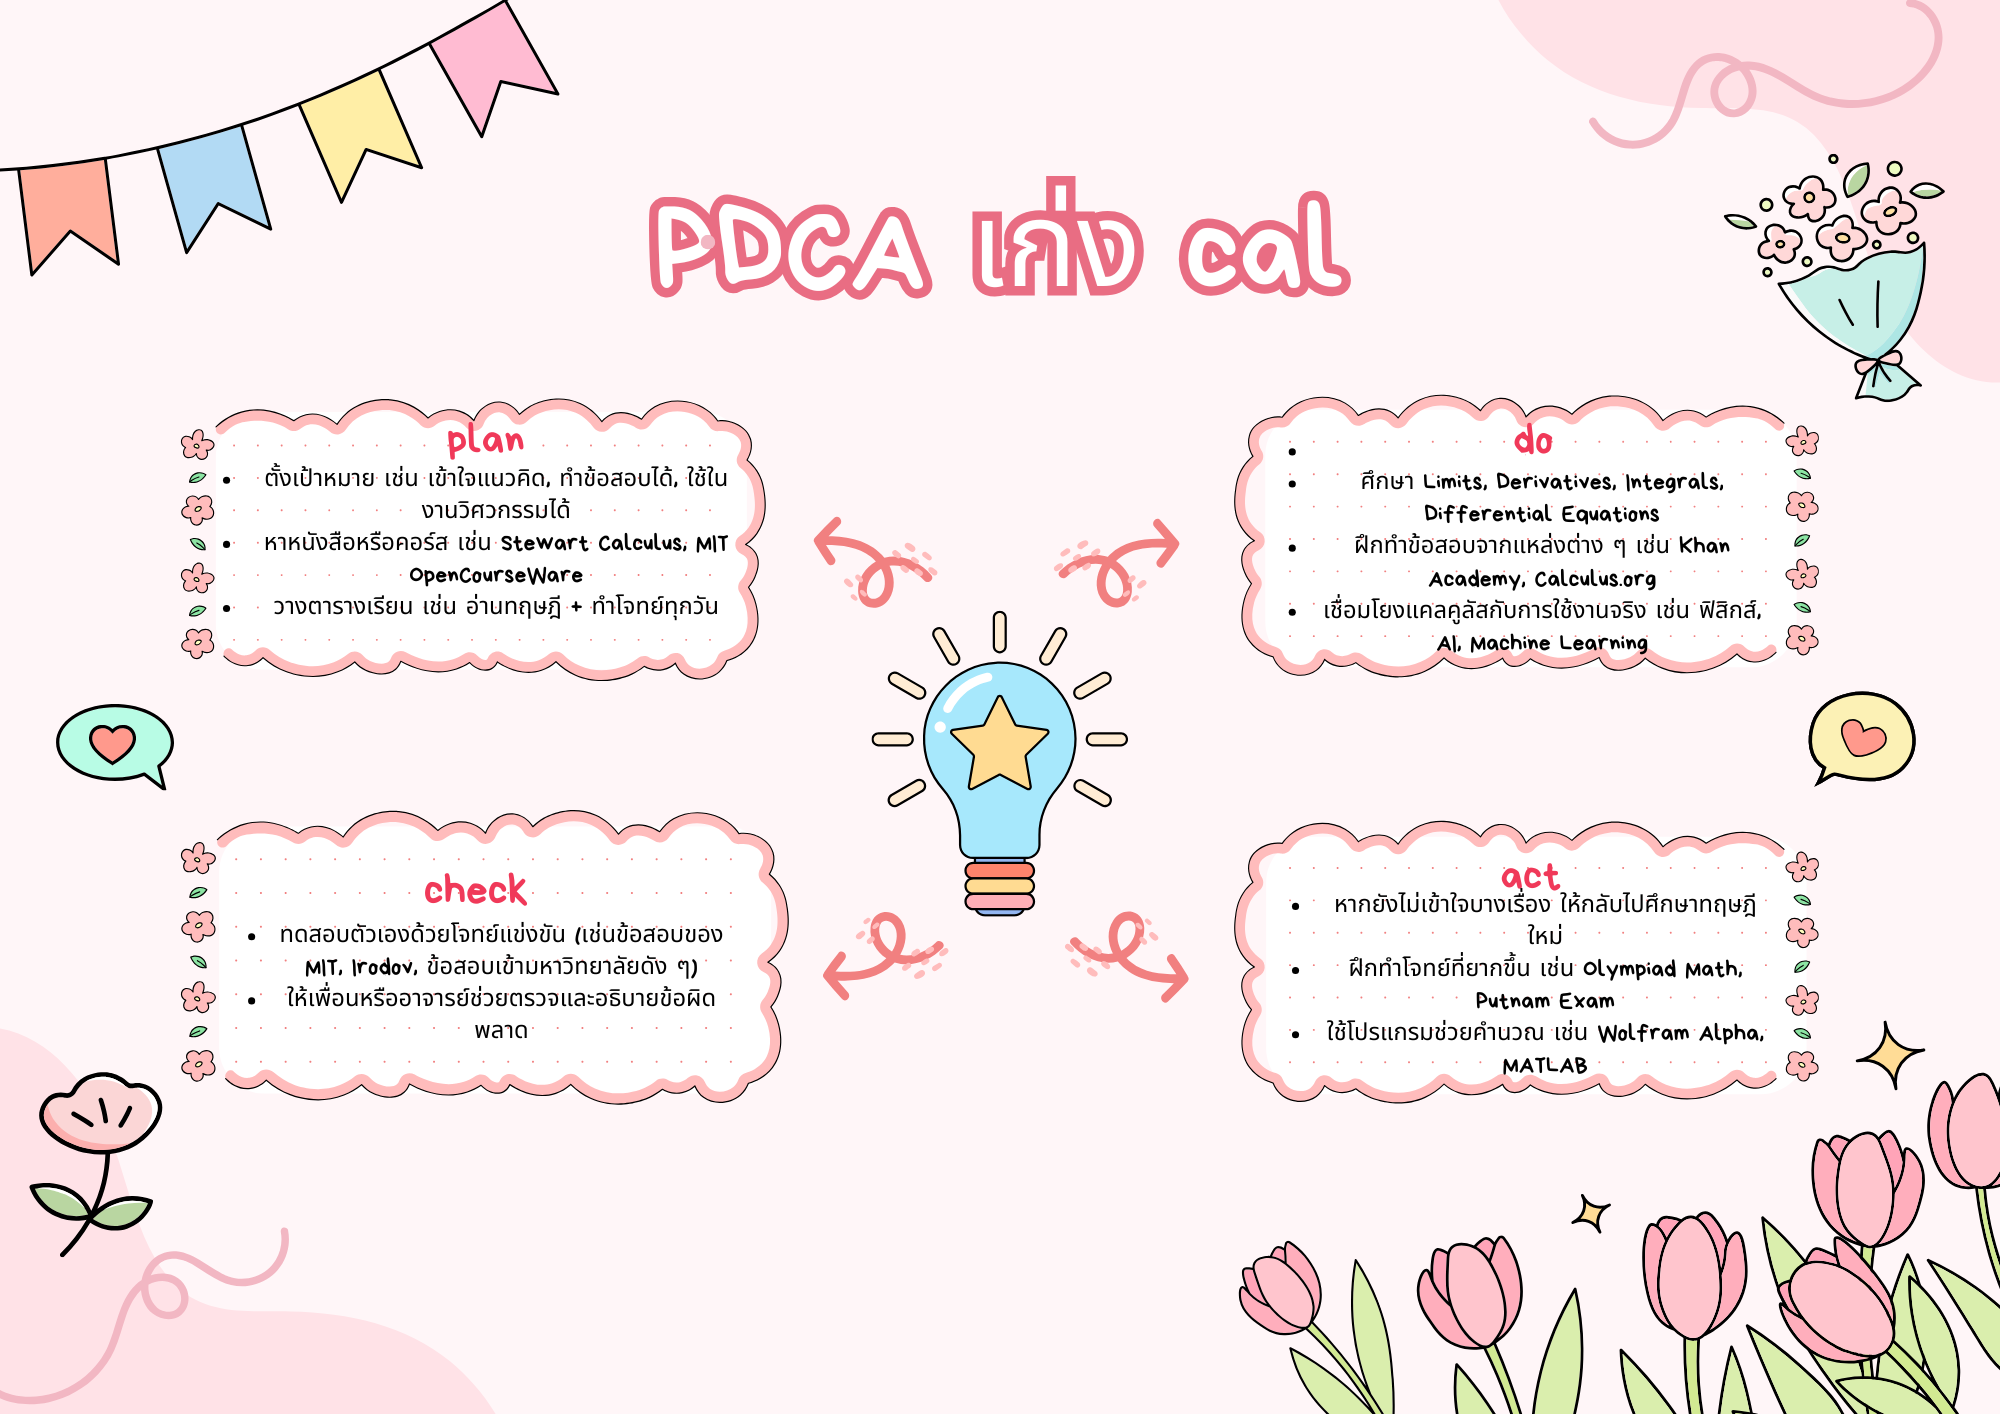 PDCA เก่ง cal
plan
• ตั้งเป้าหมาย เช่น เข้าใจแนวคิด, ทำข้อสอบได้, ใช้ใน
งานวิศวกรรมได้
• หาหนังสือหรือคอร์ส เช่น Stewart Calculus, MIT
OpenCourseWare
• วางตารางเรียน เช่น อ่านทฤษฎี + ทำโจทย์ทุกวัน
do
• ศึกษา Limits, Derivatives, Integrals,
Differential Equations
• ฝึกทำข้อสอบจากแหล่งต่าง ๆ เช่น Khan
Academy, Calculus.org
• เชื่อมโยงแคลคูลัสกับการใช้งานจริง เช่น ฟิสิกส์,
AI, Machine Learning
check
• ทดสอบตัวเองด้วยโจทย์แข่งขัน (เช่นข้อสอบของ
MIT, Irodov, ข้อสอบเข้ามหาวิทยาลัยดัง ๆ)
• ให้เพื่อนหรืออาจารย์ช่วยตรวจและอธิบายข้อผิด
พลาด
act
• หากยังไม่เข้าใจบางเรื่อง ให้กลับไปศึกษาทฤษฎี
ใหม่
• ฝึกทำโจทย์ที่ยากขึ้น เช่น Olympiad Math,
Putnam Exam
• ใช้โปรแกรมช่วยคำนวณ เช่น Wolfram Alpha,
MATLAB